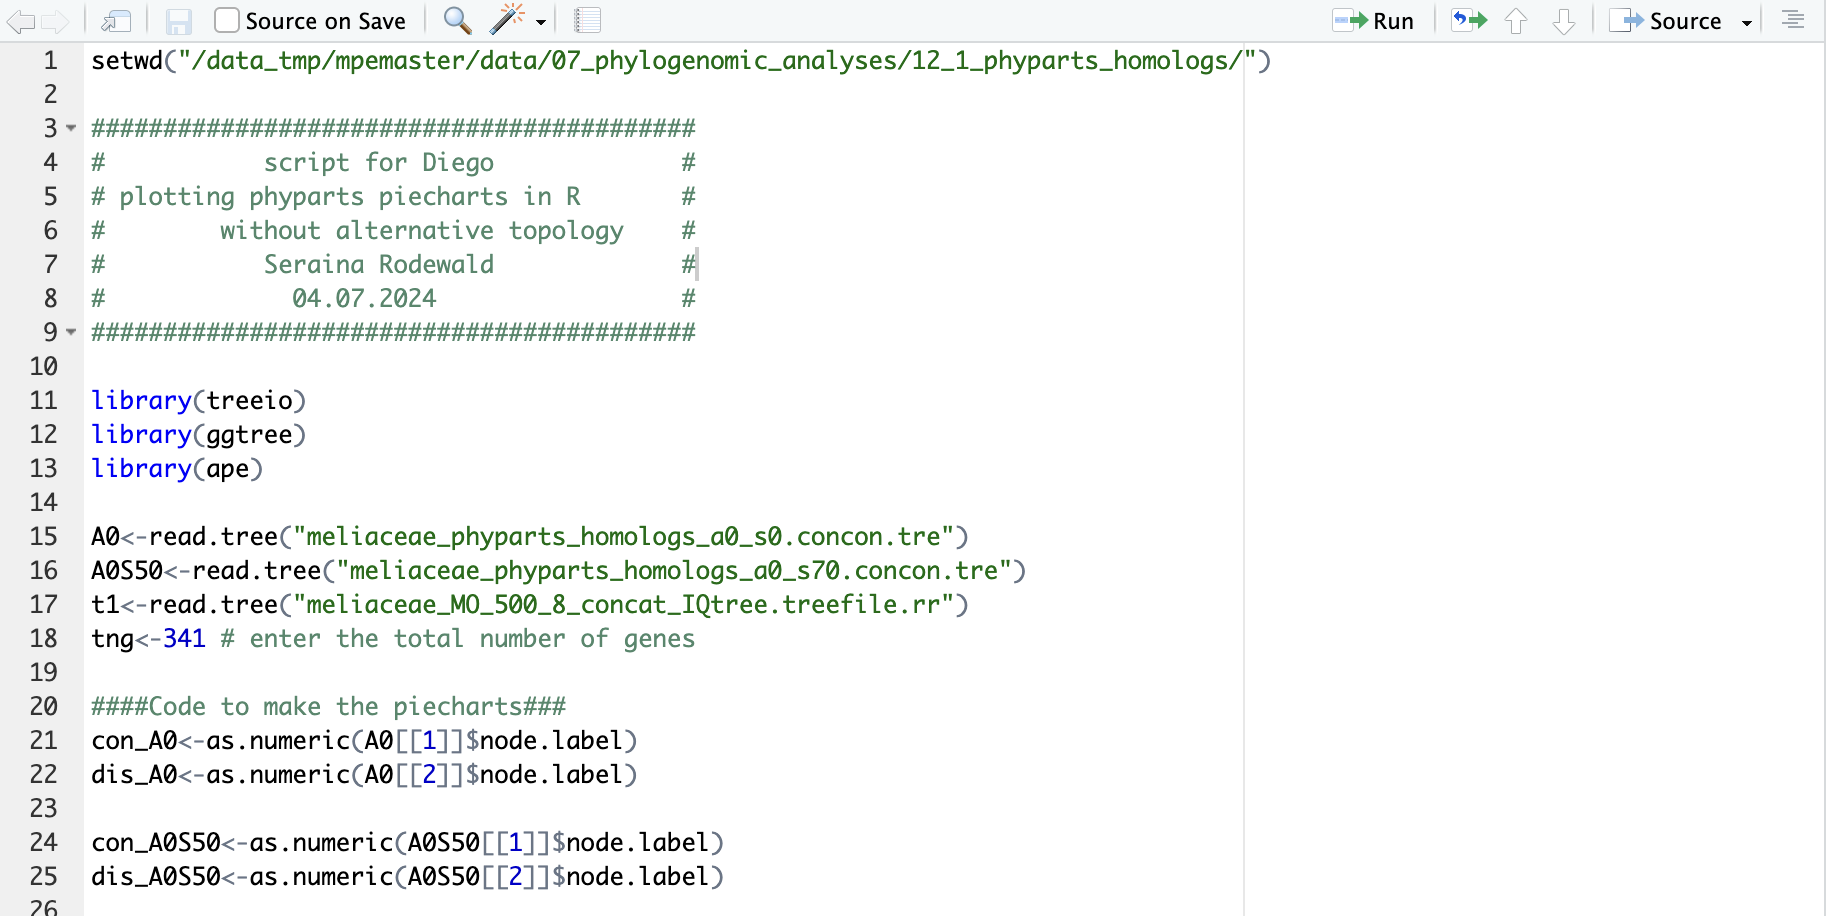 Source on Save Run Source
1 setwd("/data_tmp/mpemaster/data/07_phylogenomic_analyses/12_1_phyparts_homologs/")
2
3 ##########################################
4 # script for Diego #
5 # plotting phyparts piecharts in R #
6 # without alternative topology #
7 # Seraina Rodewald #
8 # 04.07.2024 #
9 ##########################################
10
11 library(treeio)
12 library(ggtree)
13 library(ape)
14
15 A0<-read.tree("meliaceae_phyparts_homologs_a0_s0.concon.tre")
16 A0S50<-read.tree("meliaceae_phyparts_homologs_a0_s70.concon.tre")
17 t1<-read.tree("meliaceae_MO_500_8_concat_IQtree.treefile.rr")
18 tng<-341 # enter the total number of genes
19
20 ####Code to make the piecharts###
21 con_A0<-as.numeric(A0[[1]]$node.label)
22 dis_A0<-as.numeric(A0[[2]]$node.label)
23
24 con_A0S50<-as.numeric(A0S50[[1]]$node.label)
25 dis_A0S50<-as.numeric(A0S50[[2]]$node.label)
26